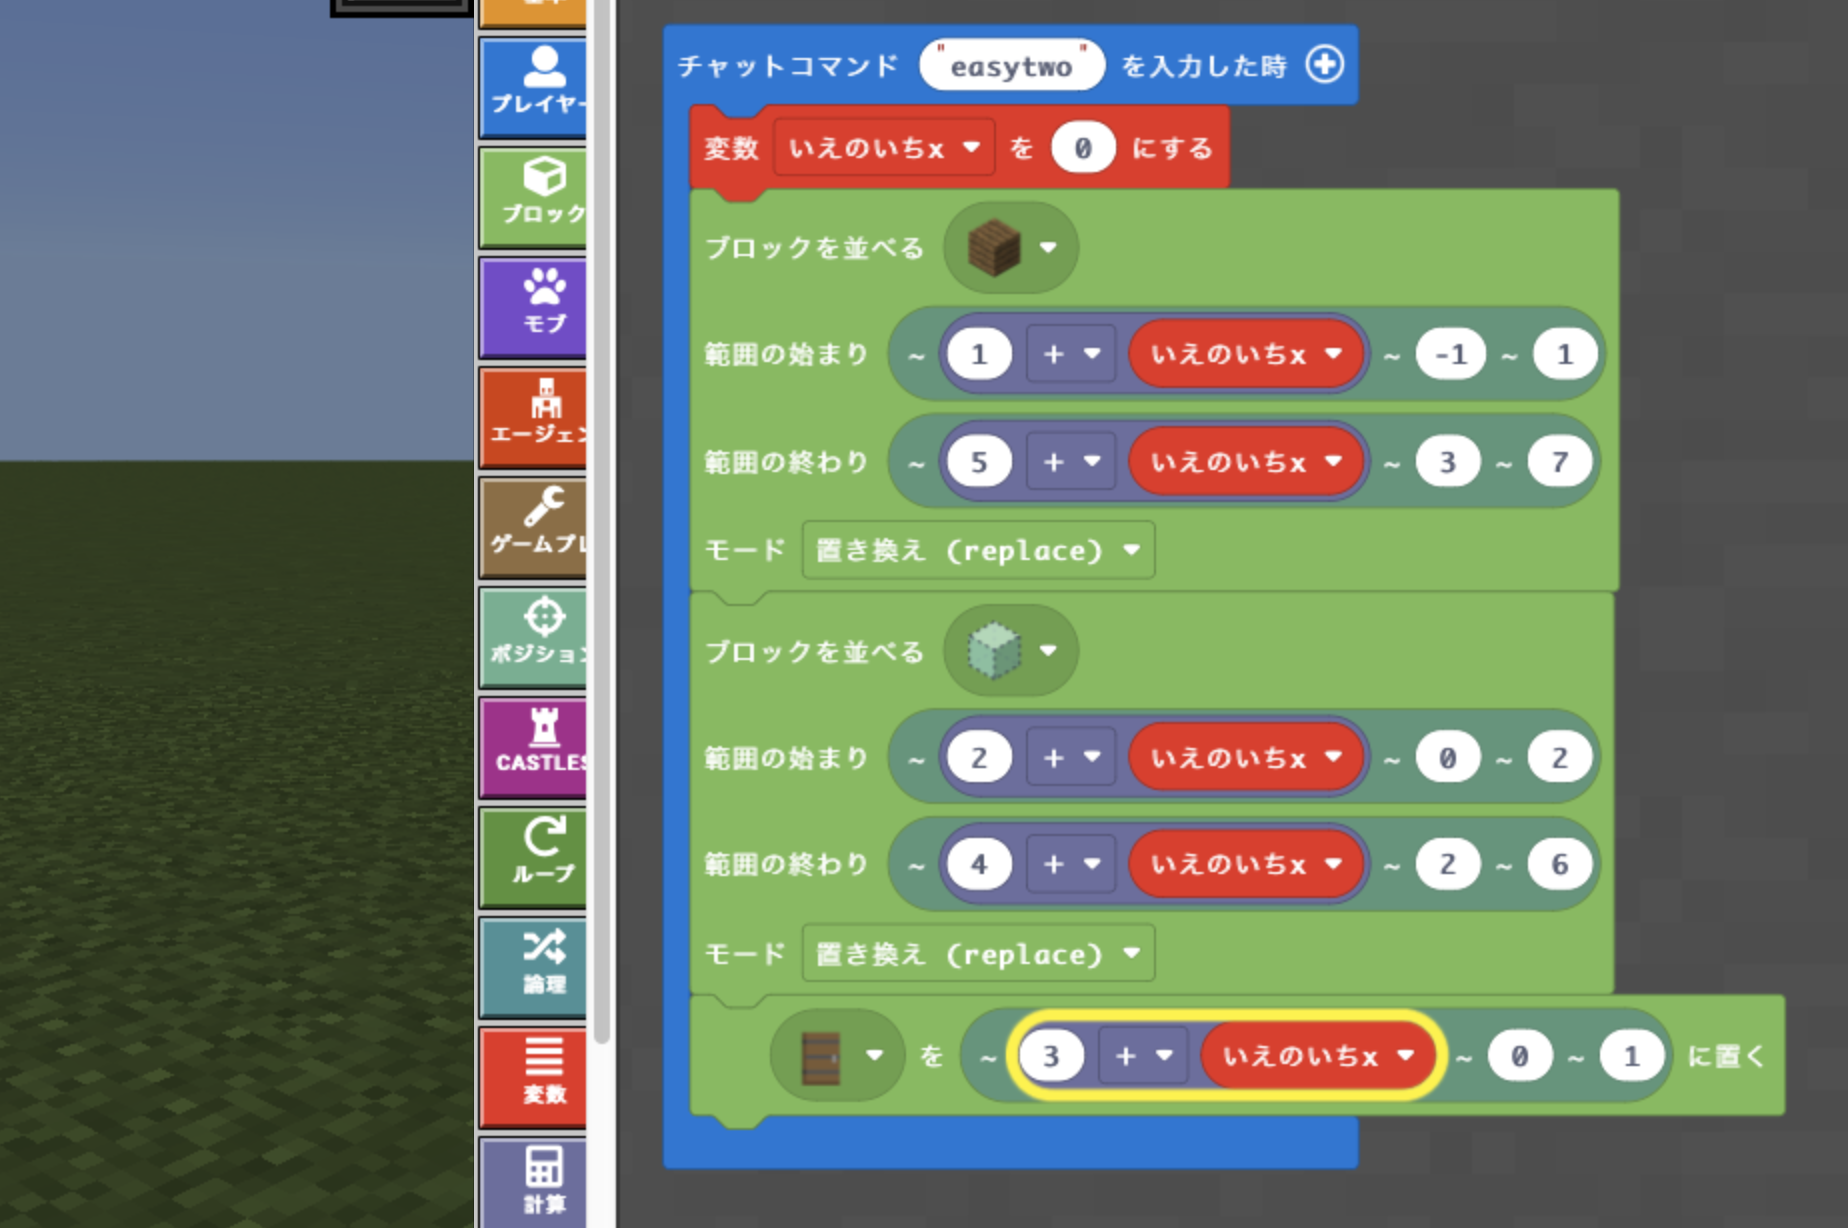 プレイヤー
ブロック
モブ
エージェン
ゲームプレ
ポジション
CASTLES
ループ
論理
変数
計算
チャットコマンド "easytwo" を入力した時
変数 いえのいちx を 0 にする
ブロックを並べる
範囲の始まり ~ 1 + いえのいちx ~ -1 ~ 1
範囲の終わり ~ 5 + いえのいちx ~ 3 ~ 7
モード 置き換え (replace)
ブロックを並べる
範囲の始まり ~ 2 + いえのいちx ~ 0 ~ 2
範囲の終わり ~ 4 + いえのいちx ~ 2 ~ 6
モード 置き換え (replace)
を ~ 3 + いえのいちx ~ 0 ~ 1 に置く